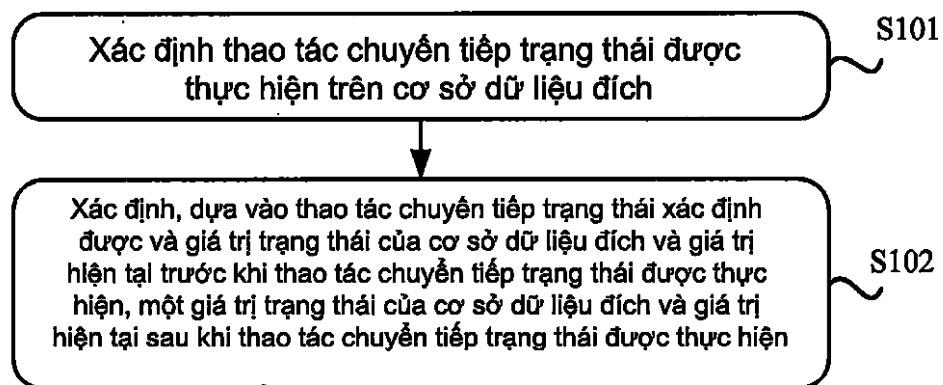 Xác định thao tác chuyển tiếp trạng thái được
thực hiện trên cơ sở dữ liệu đích
S101
Xác định, dựa vào thao tác chuyển tiếp trạng thái xác định
được và giá trị trạng thái của cơ sở dữ liệu đích và giá trị
hiện tại trước khi thao tác chuyển tiếp trạng thái được thực
hiện, một giá trị trạng thái của cơ sở dữ liệu đích và giá trị
hiện tại sau khi thao tác chuyển tiếp trạng thái được thực hiện
S102